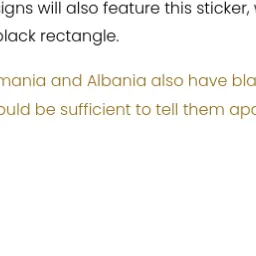 igns will also feature this sticker,
black rectangle.
mania and Albania also have bla
ould be sufficient to tell them apa